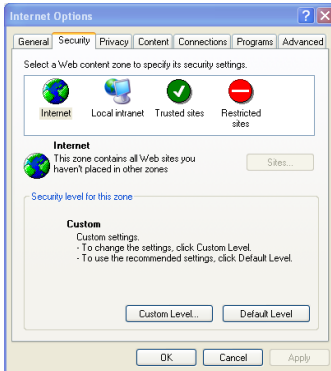 Internet Options
General Security Privacy Content Connections Programs Advanced
Select a Web content zone to specify its security settings.
Internet Local intranet Trusted sites Restricted
sites
Internet
This zone contains all Web sites you
haven't placed in other zones
Sites...
Security level for this zone
Custom
Custom settings.
- To change the settings, click Custom Level.
- To use the recommended settings, click Default Level.
Custom Level... Default Level
OK Cancel Apply